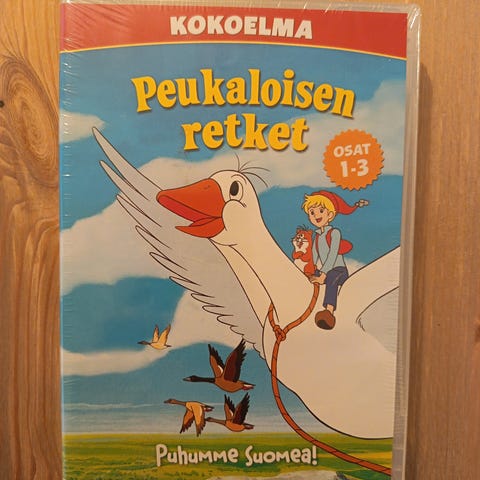 KOKOELMA
Peukaloisen
retket
OSAT
1-3
Puhumme Suomea!